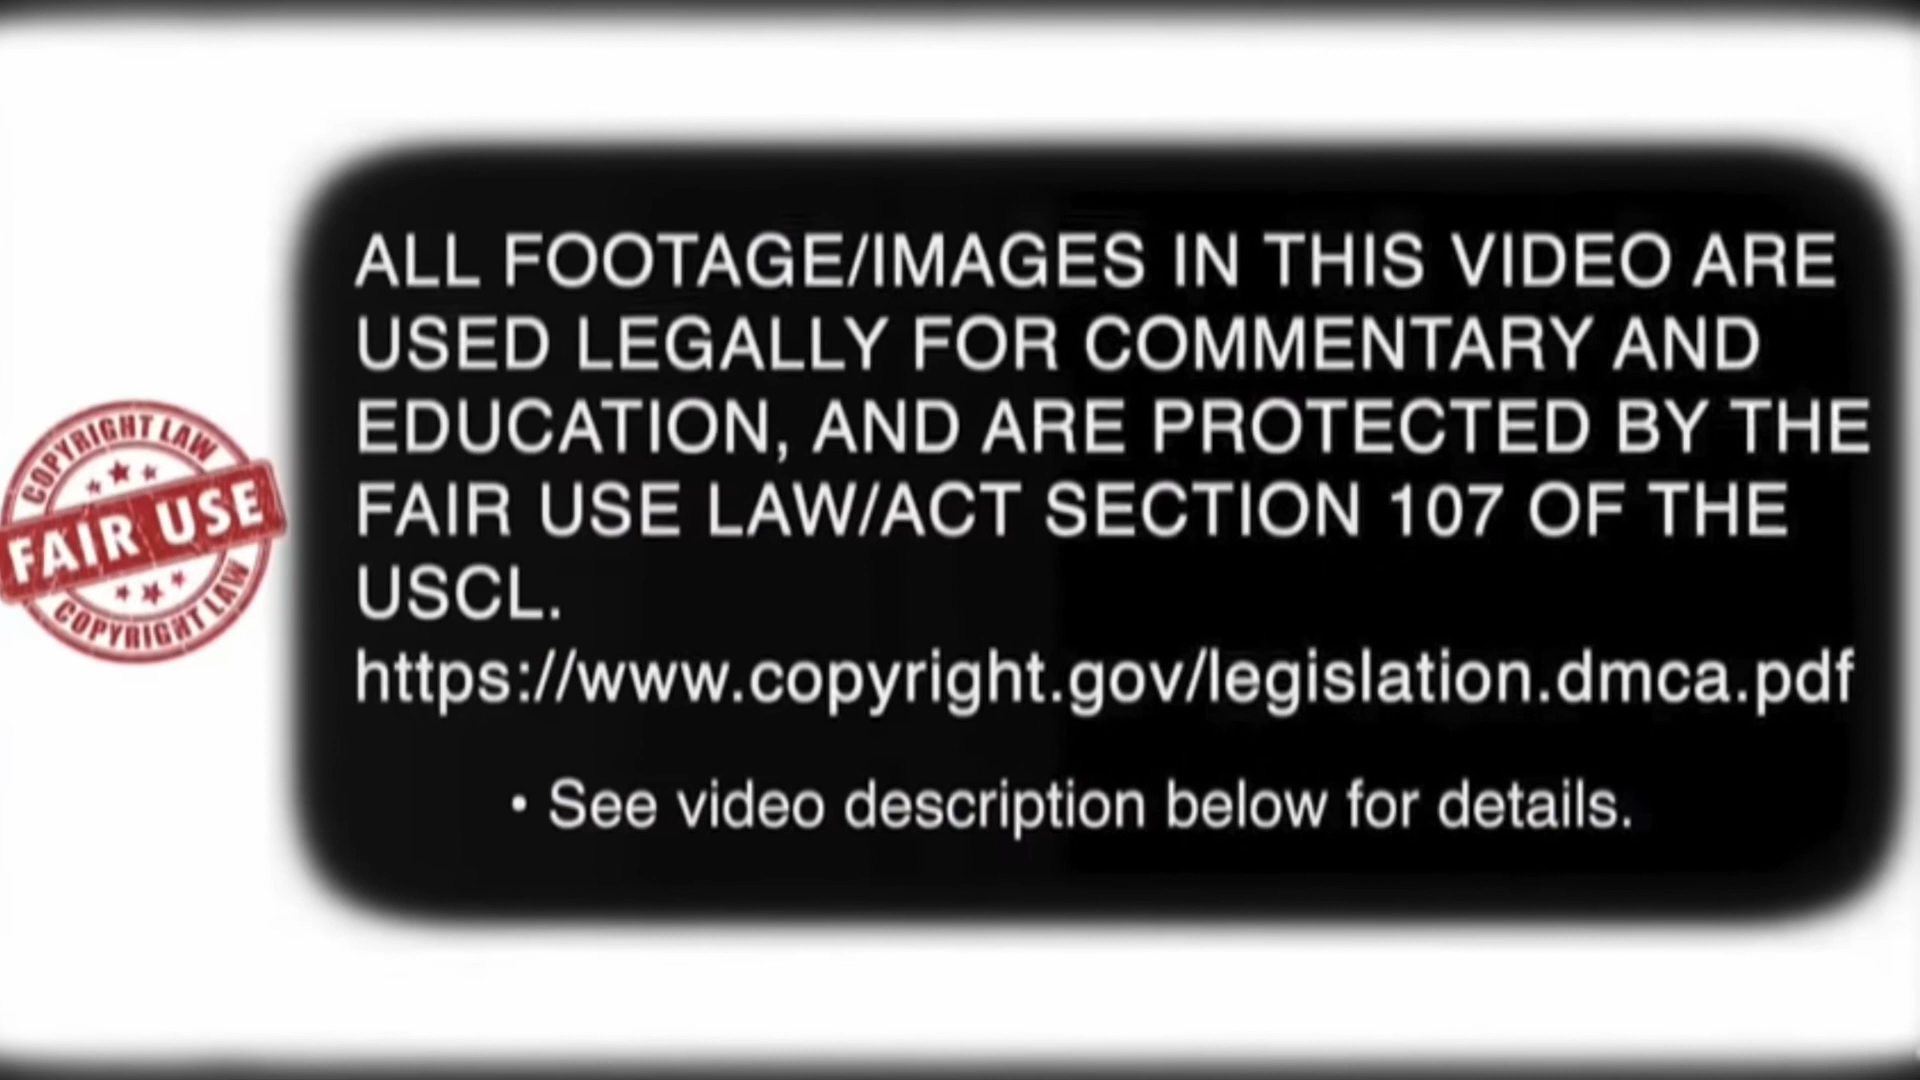 COPYRIGHT LAW
FAIR USE
COPYRIGHT LAW
ALL FOOTAGE/IMAGES IN THIS VIDEO ARE
USED LEGALLY FOR COMMENTARY AND
EDUCATION, AND ARE PROTECTED BY THE
FAIR USE LAW/ACT SECTION 107 OF THE
USCL.
https://www.copyright.gov/legislation.dmca.pdf
• See video description below for details.